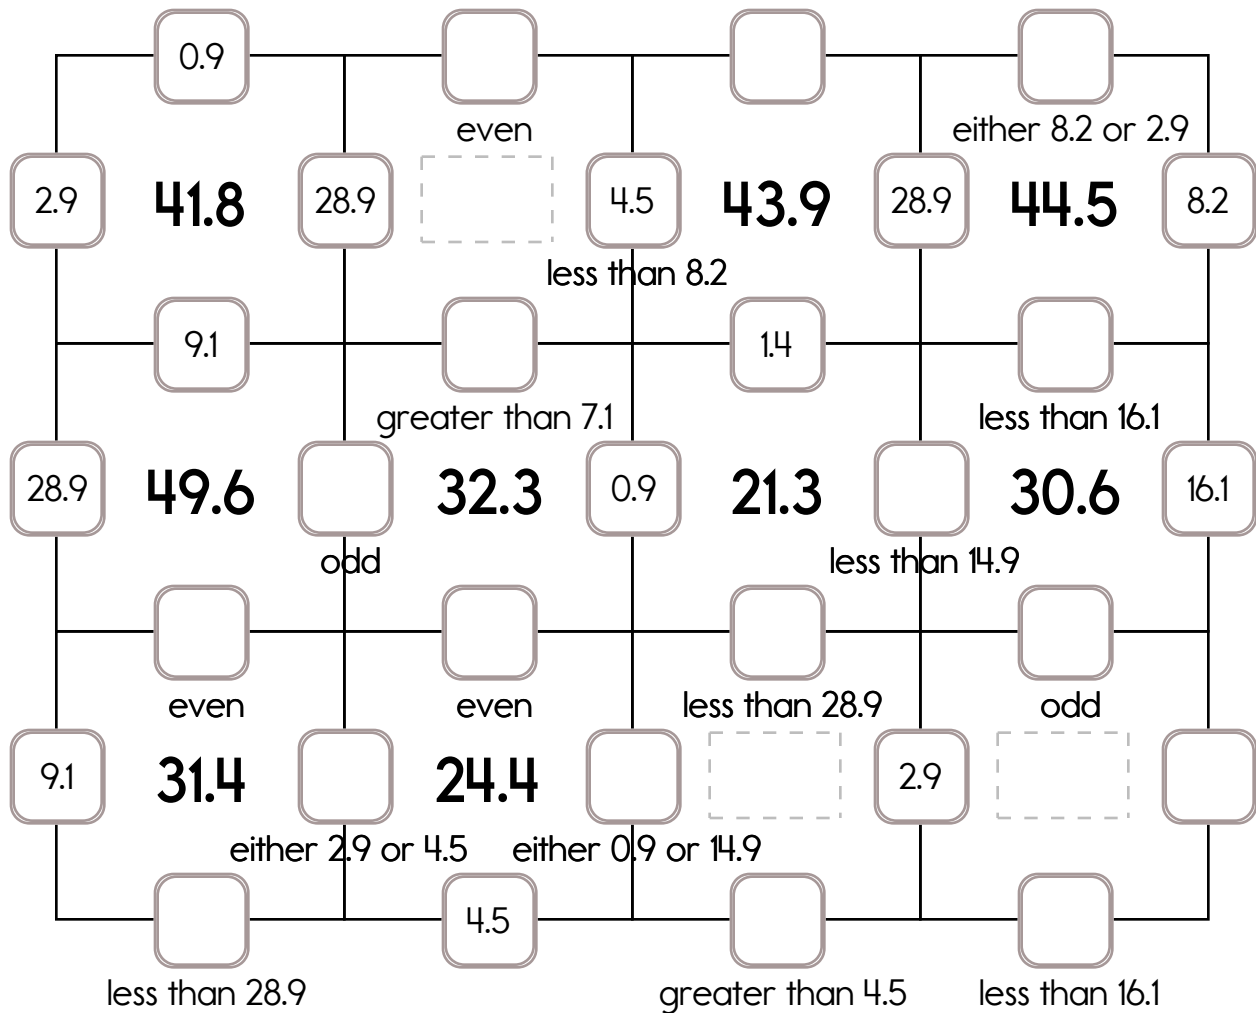 0.9
even
either 8.2 or 2.9
2.9 41.8 28.9 4.5 43.9 28.9 44.5 8.2
less than 8.2
9.1 1.4
greater than 7.1 less than 16.1
28.9 49.6 32.3 0.9 21.3 30.6 16.1
odd less than 14.9
even even less than 28.9 odd
9.1 31.4 24.4 2.9
either 2.9 or 4.5 either 0.9 or 14.9
4.5
less than 28.9 greater than 4.5 less than 16.1